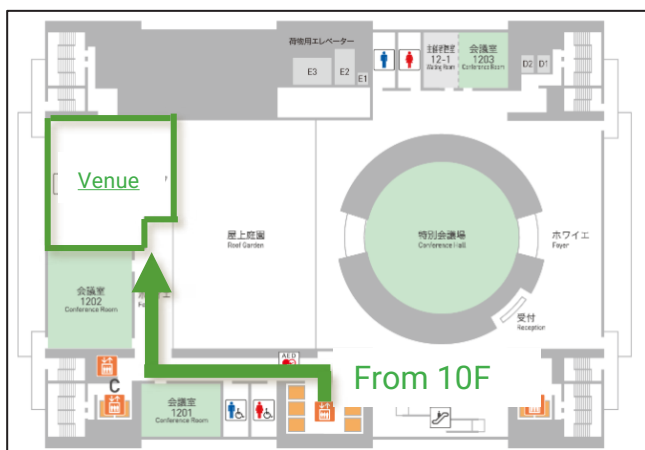 荷物用エレベーター
E3
E2
E1
12-1
Waiting Room
会議室
1203
Conference Room
D2
D1
Venue
屋上庭園
Roof Garden
特別会議場
Conference Hall
ホワイエ
Foyer
会議室
1202
Conference Room
受付
Reception
AED
From 10F
C
会議室
1201
Conference Room